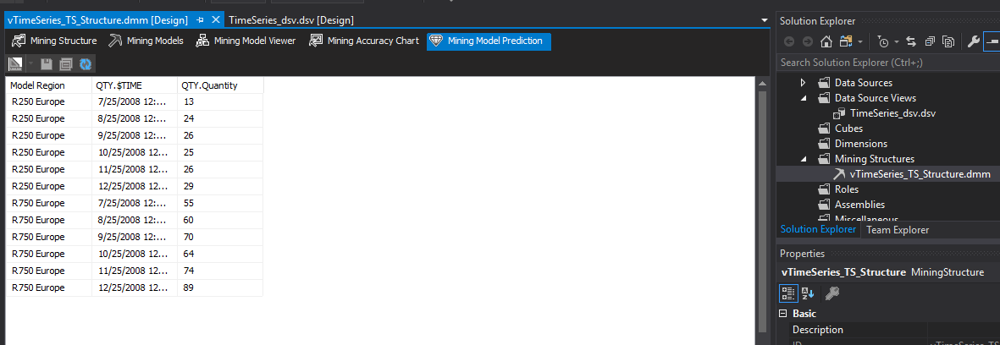 vTimeSeries_TS_Structure.dmm [Design] TimeSeries_dsv.dsv [Design]
Mining Structure Mining Models Mining Model Viewer Mining Accuracy Chart Mining Model Prediction
Model Region QTY.$TIME QTY.Quantity
R250 Europe 7/25/2008 12:... 13
R250 Europe 8/25/2008 12:... 24
R250 Europe 9/25/2008 12:... 26
R250 Europe 10/25/2008 12... 25
R250 Europe 11/25/2008 12... 26
R250 Europe 12/25/2008 12... 29
R750 Europe 7/25/2008 12:... 55
R750 Europe 8/25/2008 12:... 60
R750 Europe 9/25/2008 12:... 70
R750 Europe 10/25/2008 12... 64
R750 Europe 11/25/2008 12... 74
R750 Europe 12/25/2008 12... 89
Solution Explorer
Search Solution Explorer (Ctrl+;)
Data Sources
Data Source Views
TimeSeries_dsv.dsv
Cubes
Dimensions
Mining Structures
vTimeSeries_TS_Structure.dmm
Roles
Assemblies
Miscellaneous
Solution Explorer Team Explorer
Properties
vTimeSeries_TS_Structure MiningStructure
Basic
Description
ID vTimeSeries_TS